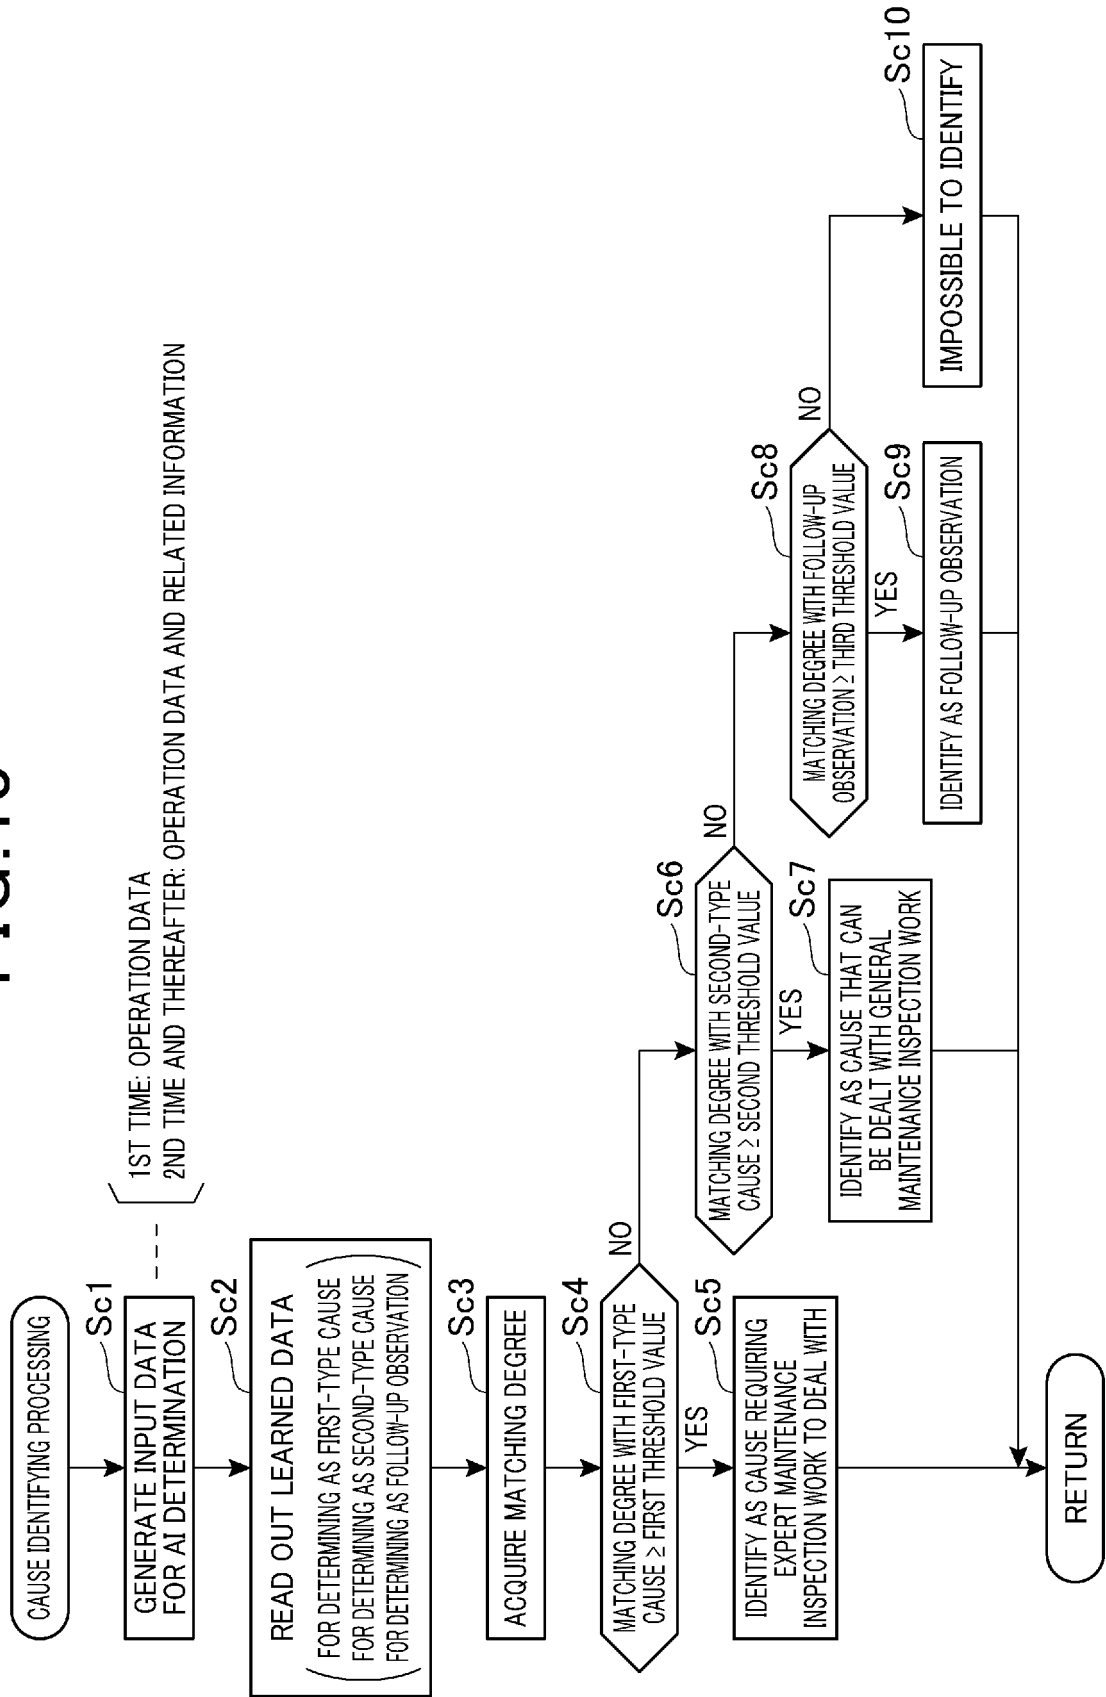 CAUSE IDENTIFYING PROCESSING
Sc1
GENERATE INPUT DATA
FOR AI DETERMINATION
1ST TIME: OPERATION DATA
2ND TIME AND THEREAFTER: OPERATION DATA AND RELATED INFORMATION
Sc2
READ OUT LEARNED DATA
FOR DETERMINING AS FIRST-TYPE CAUSE
FOR DETERMINING AS SECOND-TYPE CAUSE
FOR DETERMINING AS FOLLOW-UP OBSERVATION
Sc3
ACQUIRE MATCHING DEGREE
Sc4
MATCHING DEGREE WITH FIRST-TYPE
CAUSE ≥ FIRST THRESHOLD VALUE
NO
YES
Sc5
IDENTIFY AS CAUSE REQUIRING
EXPERT MAINTENANCE
INSPECTION WORK TO DEAL WITH
Sc6
MATCHING DEGREE WITH SECOND-TYPE
CAUSE ≥ SECOND THRESHOLD VALUE
NO
YES
Sc7
IDENTIFY AS CAUSE THAT CAN
BE DEALT WITH GENERAL
MAINTENANCE INSPECTION WORK
Sc8
MATCHING DEGREE WITH FOLLOW-UP
OBSERVATION ≥ THIRD THRESHOLD VALUE
NO
YES
Sc9
IDENTIFY AS FOLLOW-UP OBSERVATION
Sc10
IMPOSSIBLE TO IDENTIFY
RETURN